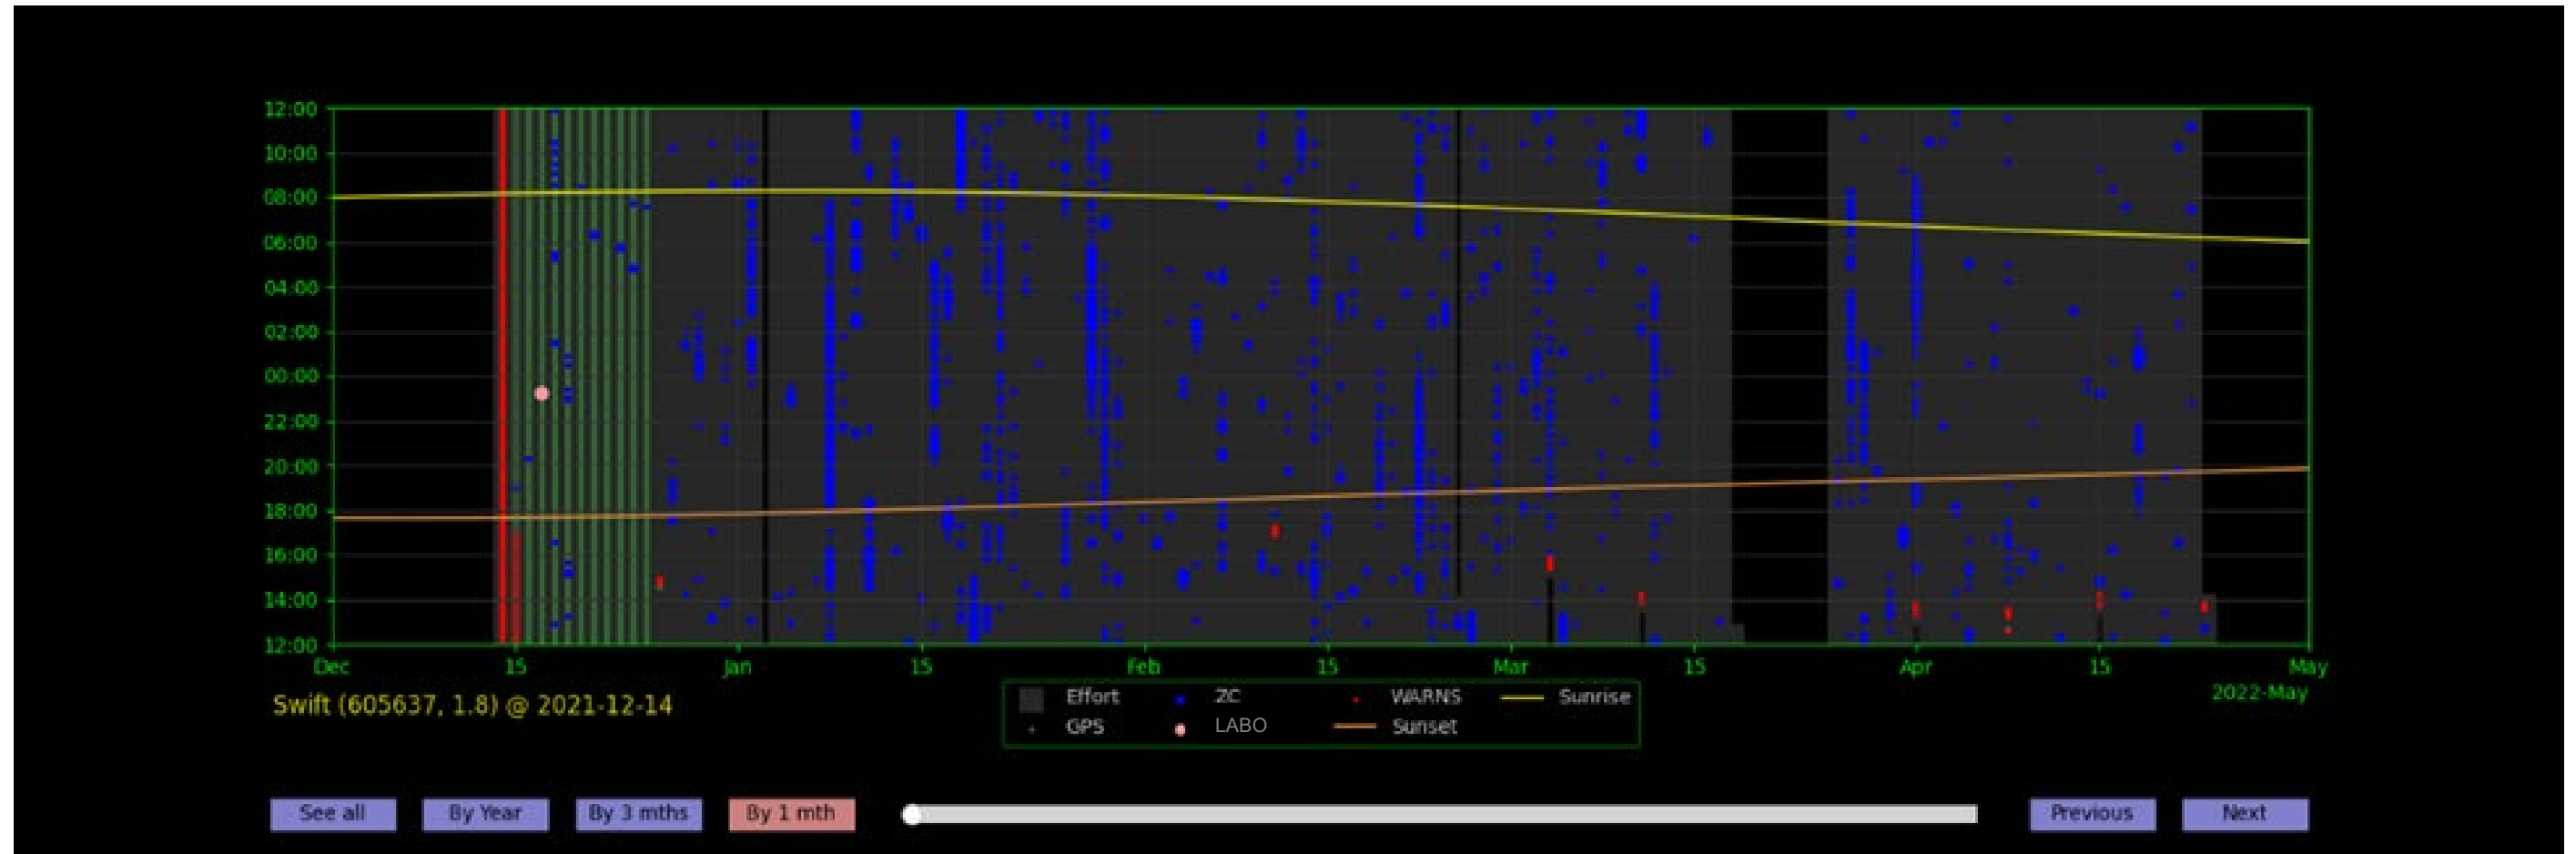 12:00
10:00
08:00
06:00
04:00
02:00
00:00
22:00
20:00
18:00
16:00
14:00
12:00
Dec 15 Jan 15 Feb 15 Mar 15 Apr 15 May
2022-May
Swift (605637, 1.8) @ 2021-12-14
Effort ZC WARNS Sunrise
GPS LABO Sunset
See all By Year By 3 mths By 1 mth Previous Next